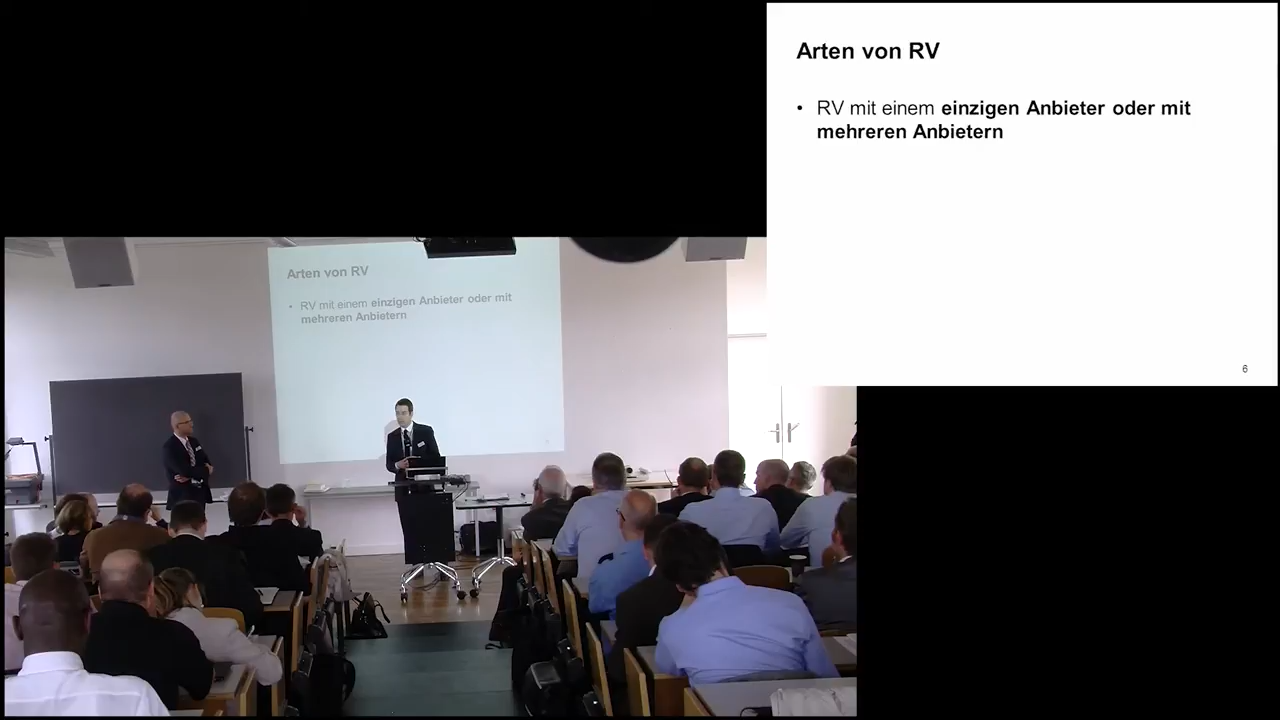 Arten von RV
• RV mit einem einzigen Anbieter oder mit
mehreren Anbietern
6
Arten von RV
• RV mit einem einzigen Anbieter oder mit
mehreren Anbietern